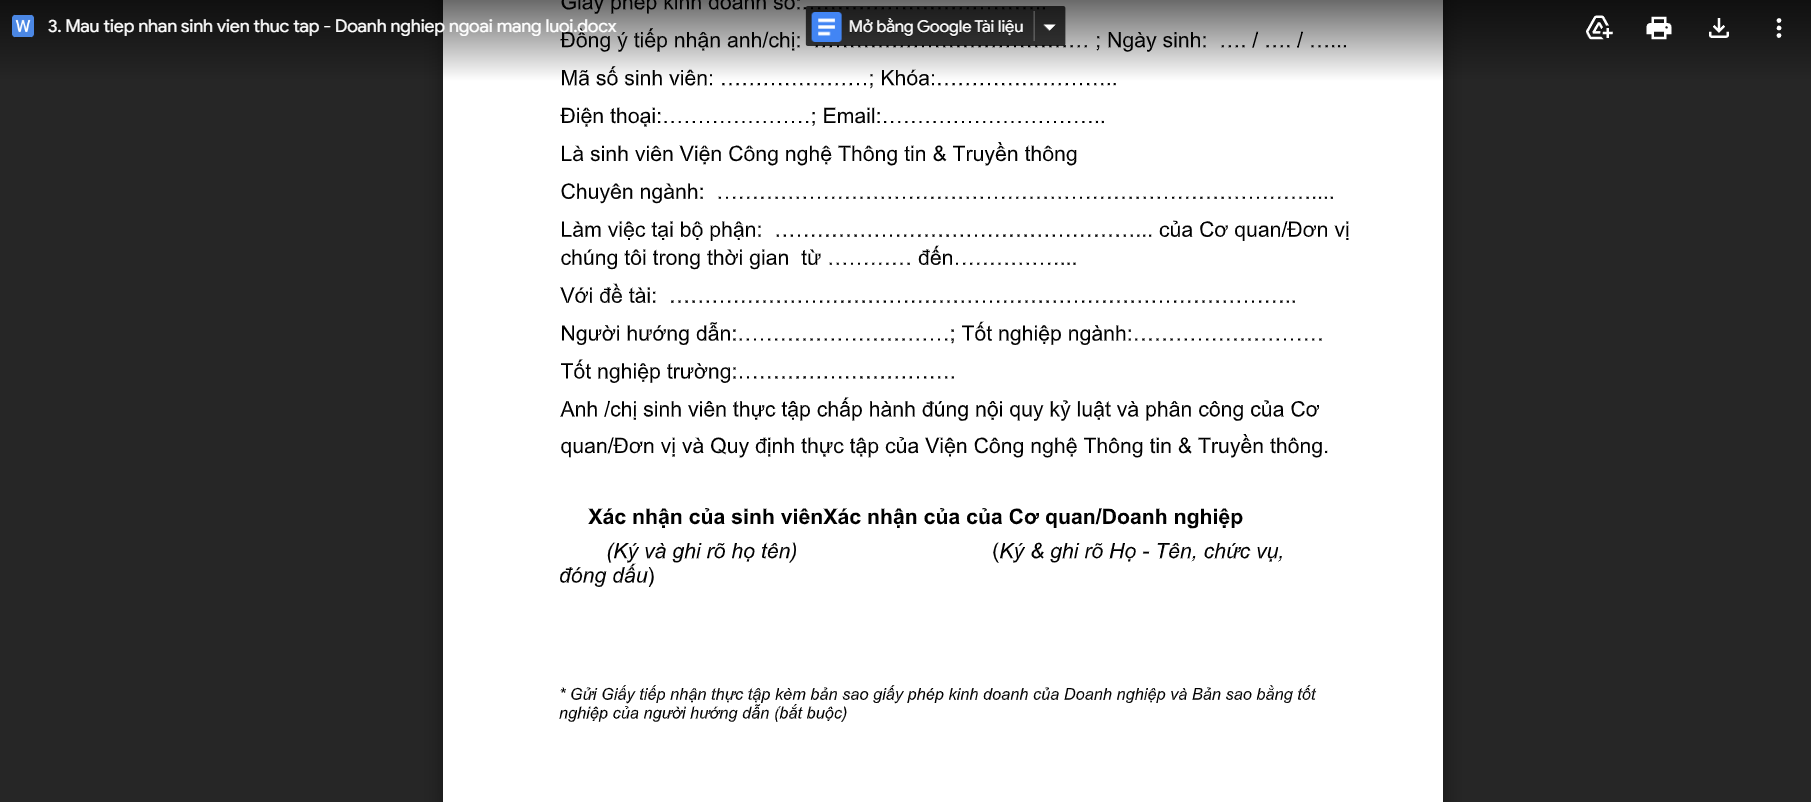 Giấy phép kinh doanh số:....................................
3. Mau tiep nhan sinh vien thuc tap - Doanh nghiep ngoai mang luoi.docx
Mở bằng Google Tài liệu
Đồng ý tiếp nhận anh/chị: ………………………………… ; Ngày sinh: …. / …. / …...
Mã số sinh viên: …………………; Khóa:……………………..
Điện thoại:…………………; Email:…………………………..
Là sinh viên Viện Công nghệ Thông tin & Truyền thông
Chuyên ngành: …………………………………………………………………………....
Làm việc tại bộ phận: ……………………………………………... của Cơ quan/Đơn vị
chúng tôi trong thời gian từ ………… đến……………...
Với đề tài: ……………………………………………………………………………..
Người hướng dẫn:…………………………; Tốt nghiệp ngành:………………………
Tốt nghiệp trường:………………………….
Anh /chị sinh viên thực tập chấp hành đúng nội quy kỷ luật và phân công của Cơ
quan/Đơn vị và Quy định thực tập của Viện Công nghệ Thông tin & Truyền thông.
Xác nhận của sinh viênXác nhận của của Cơ quan/Doanh nghiệp
(Ký và ghi rõ họ tên) (Ký & ghi rõ Họ - Tên, chức vụ,
đóng dấu)
* Gửi Giấy tiếp nhận thực tập kèm bản sao giấy phép kinh doanh của Doanh nghiệp và Bản sao bằng tốt
nghiệp của người hướng dẫn (bắt buộc)